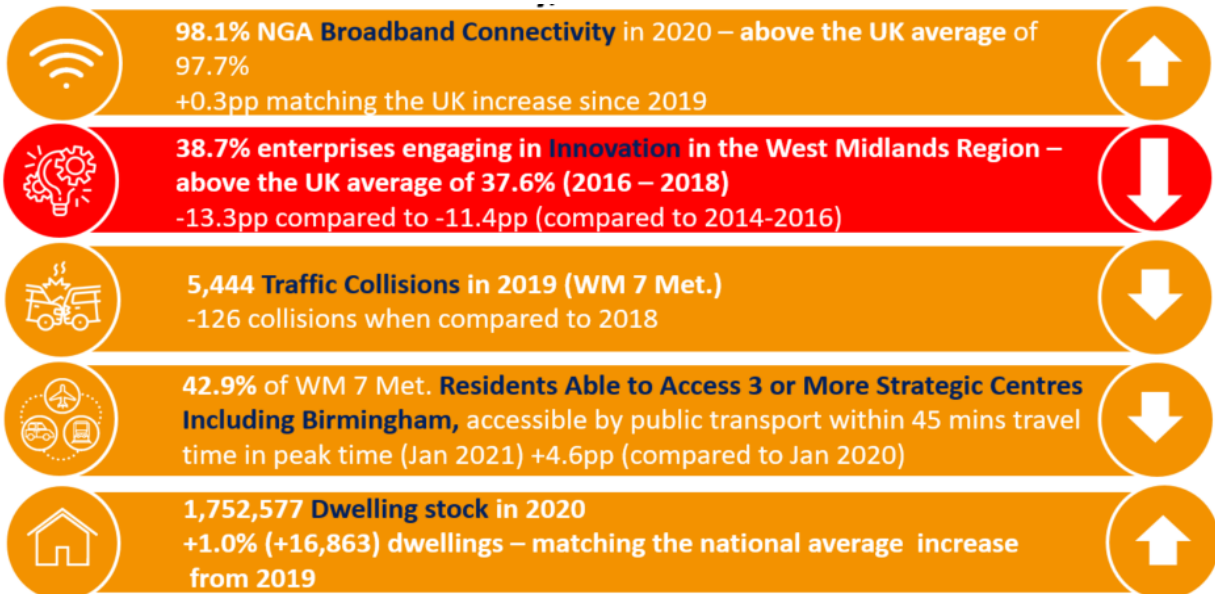 98.1% NGA Broadband Connectivity in 2020 – above the UK average of
97.7%
+0.3pp matching the UK increase since 2019
38.7% enterprises engaging in Innovation in the West Midlands Region –
above the UK average of 37.6% (2016 – 2018)
-13.3pp compared to -11.4pp (compared to 2014-2016)
5,444 Traffic Collisions in 2019 (WM 7 Met.)
-126 collisions when compared to 2018
42.9% of WM 7 Met. Residents Able to Access 3 or More Strategic Centres
Including Birmingham, accessible by public transport within 45 mins travel
time in peak time (Jan 2021) +4.6pp (compared to Jan 2020)
1,752,577 Dwelling stock in 2020
+1.0% (+16,863) dwellings – matching the national average increase
from 2019